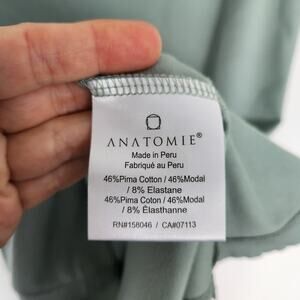 ANATOMIE®
Made in Peru
Fabriqué au Peru
46%Pima Cotton / 46%Modal
/ 8% Elastane
46%Pima Cotton / 46%Modal
/ 8% Élasthanne
RN#158046 / CA#07113